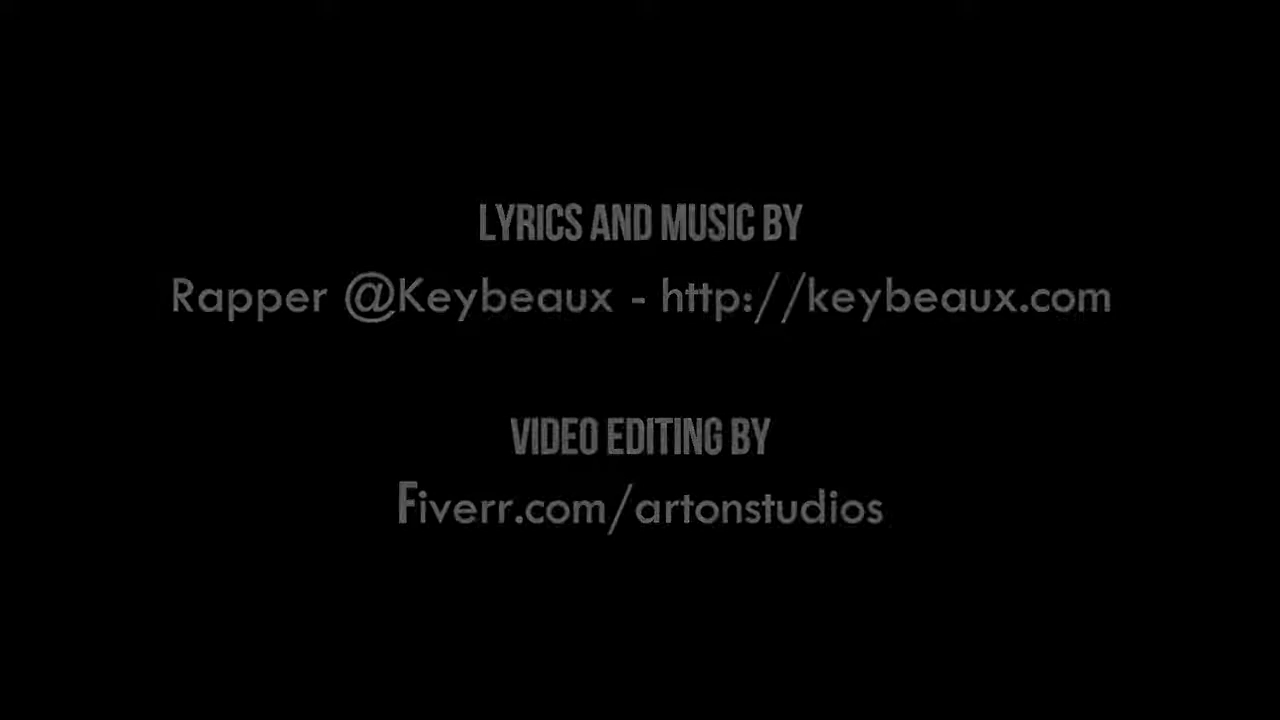 LYRICS AND MUSIC BY
Rapper @Keybeaux - http://keybeaux.com
VIDEO EDITING BY
Fiverr.com/artonstudios